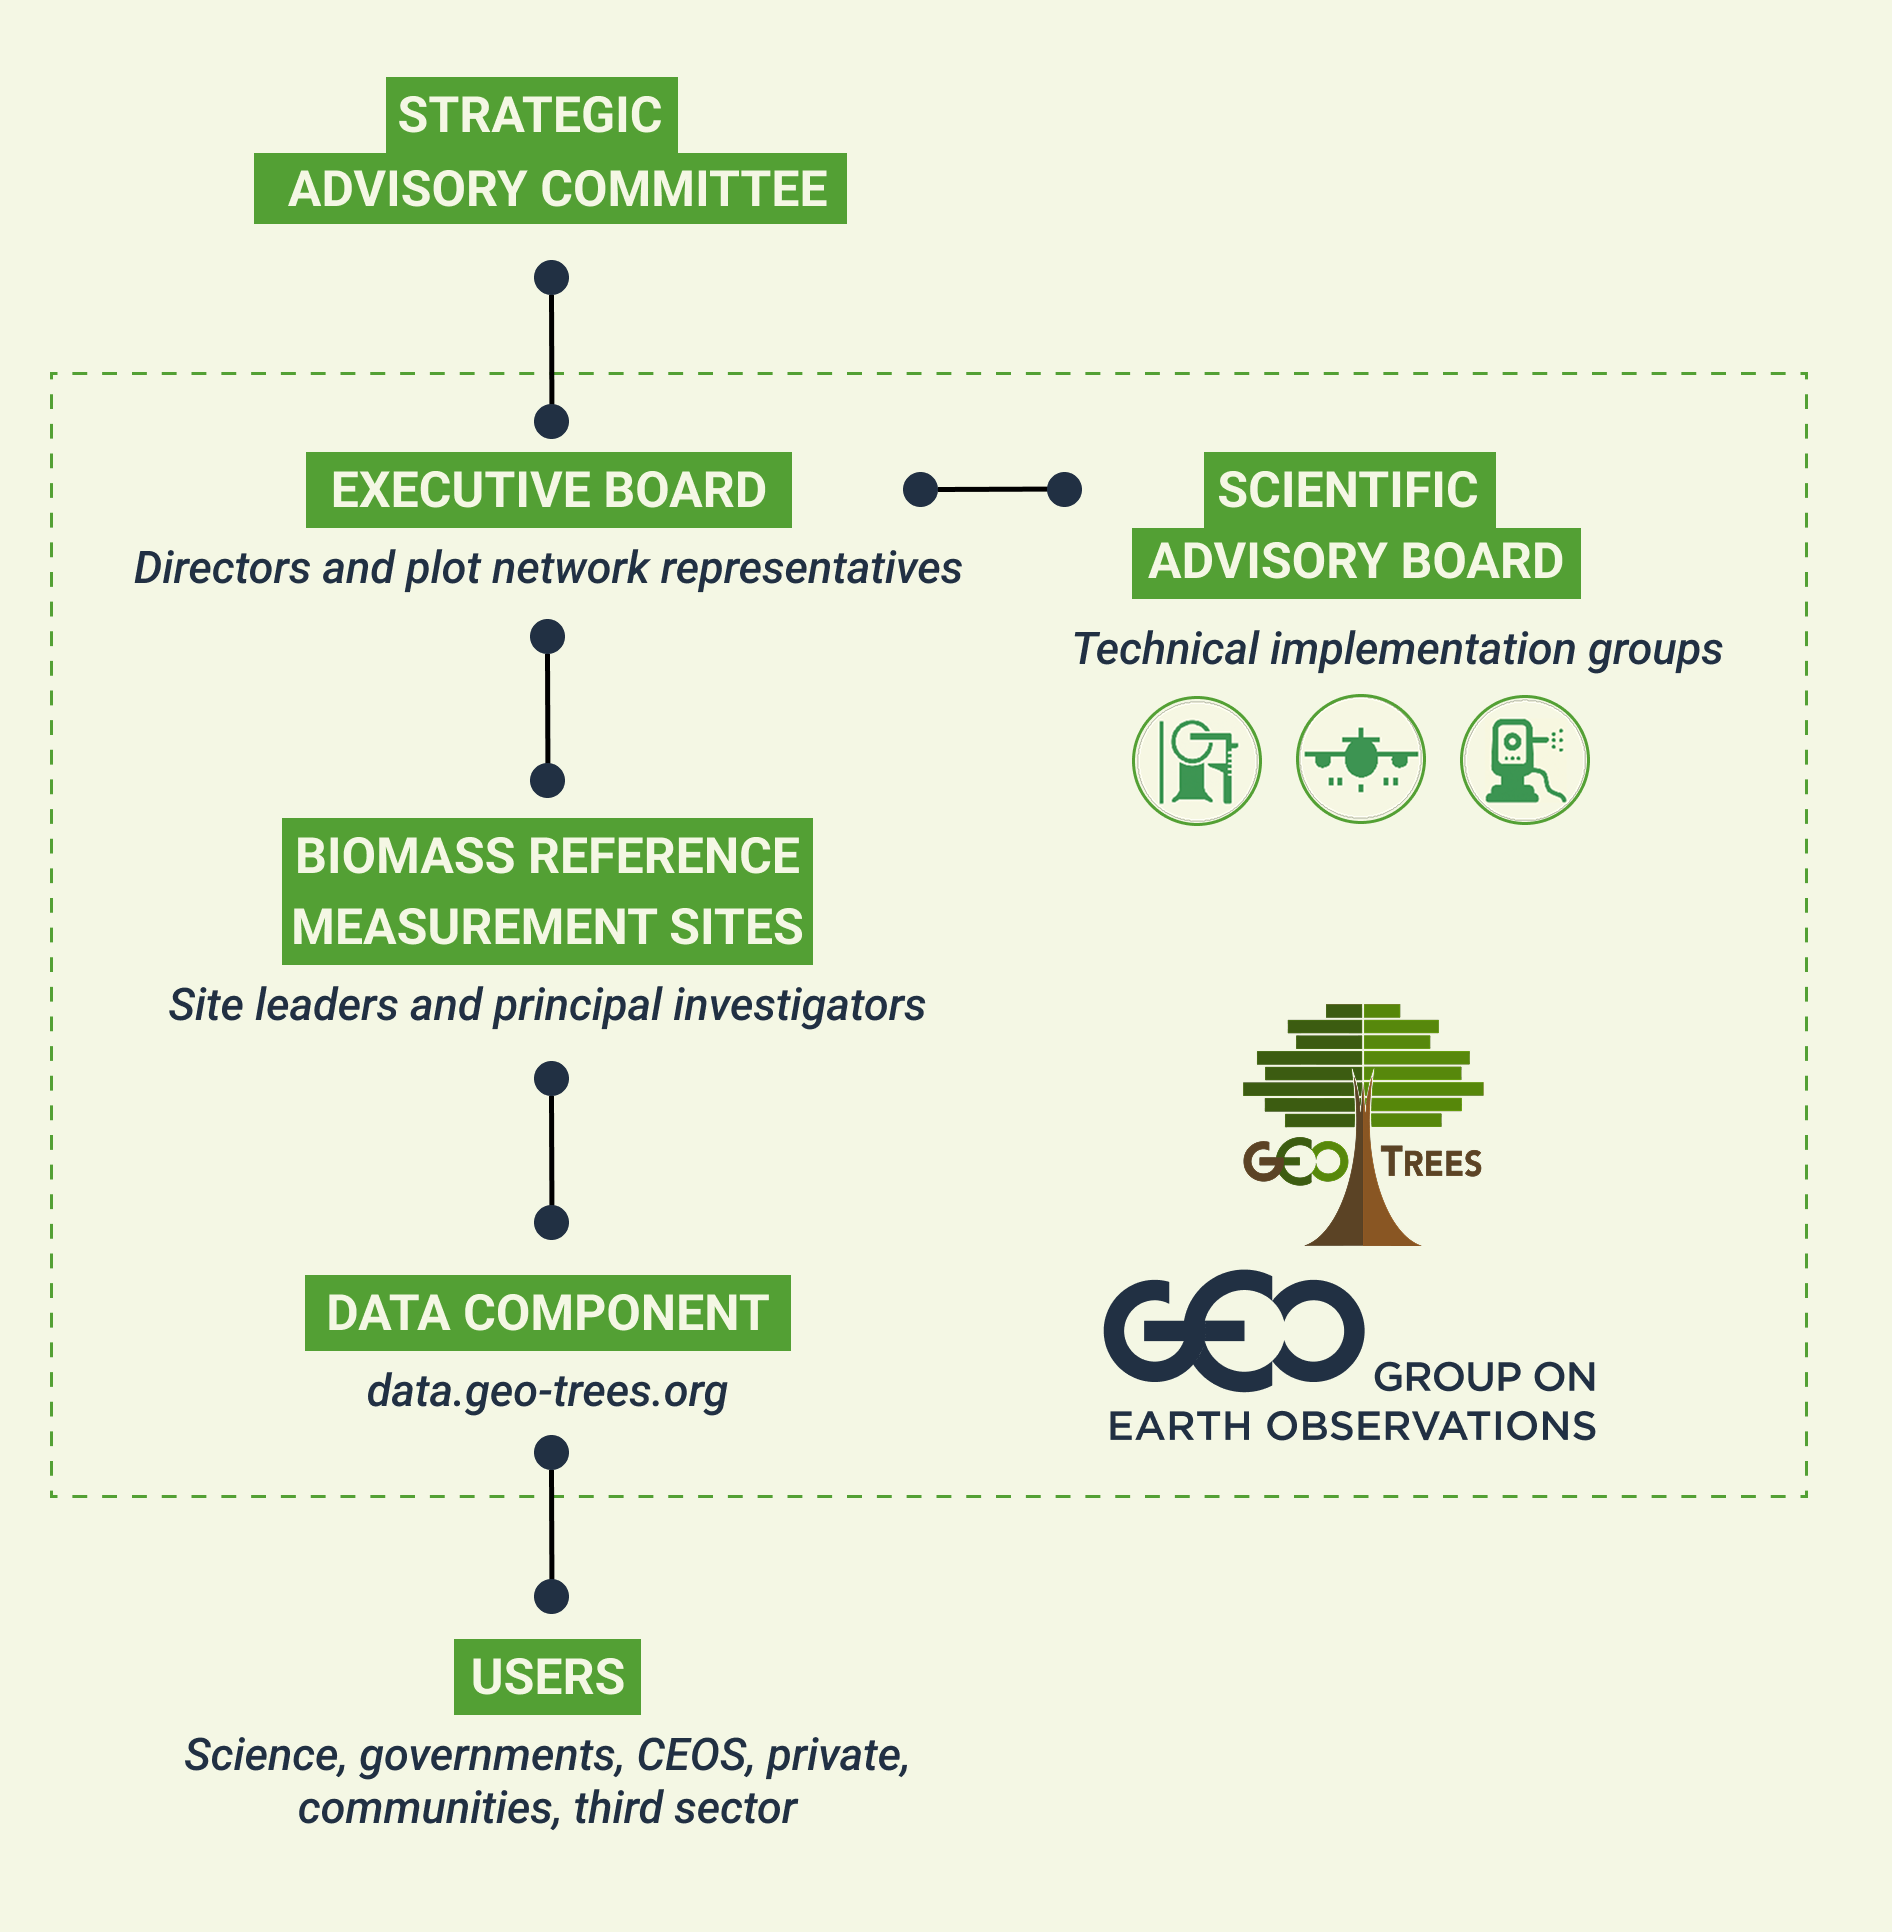 STRATEGIC
ADVISORY COMMITTEE
EXECUTIVE BOARD
Directors and plot network representatives
SCIENTIFIC
ADVISORY BOARD
Technical implementation groups
BIOMASS REFERENCE
MEASUREMENT SITES
Site leaders and principal investigators
GEO TREES
DATA COMPONENT
data.geo-trees.org
GEO GROUP ON
EARTH OBSERVATIONS
USERS
Science, governments, CEOS, private,
communities, third sector